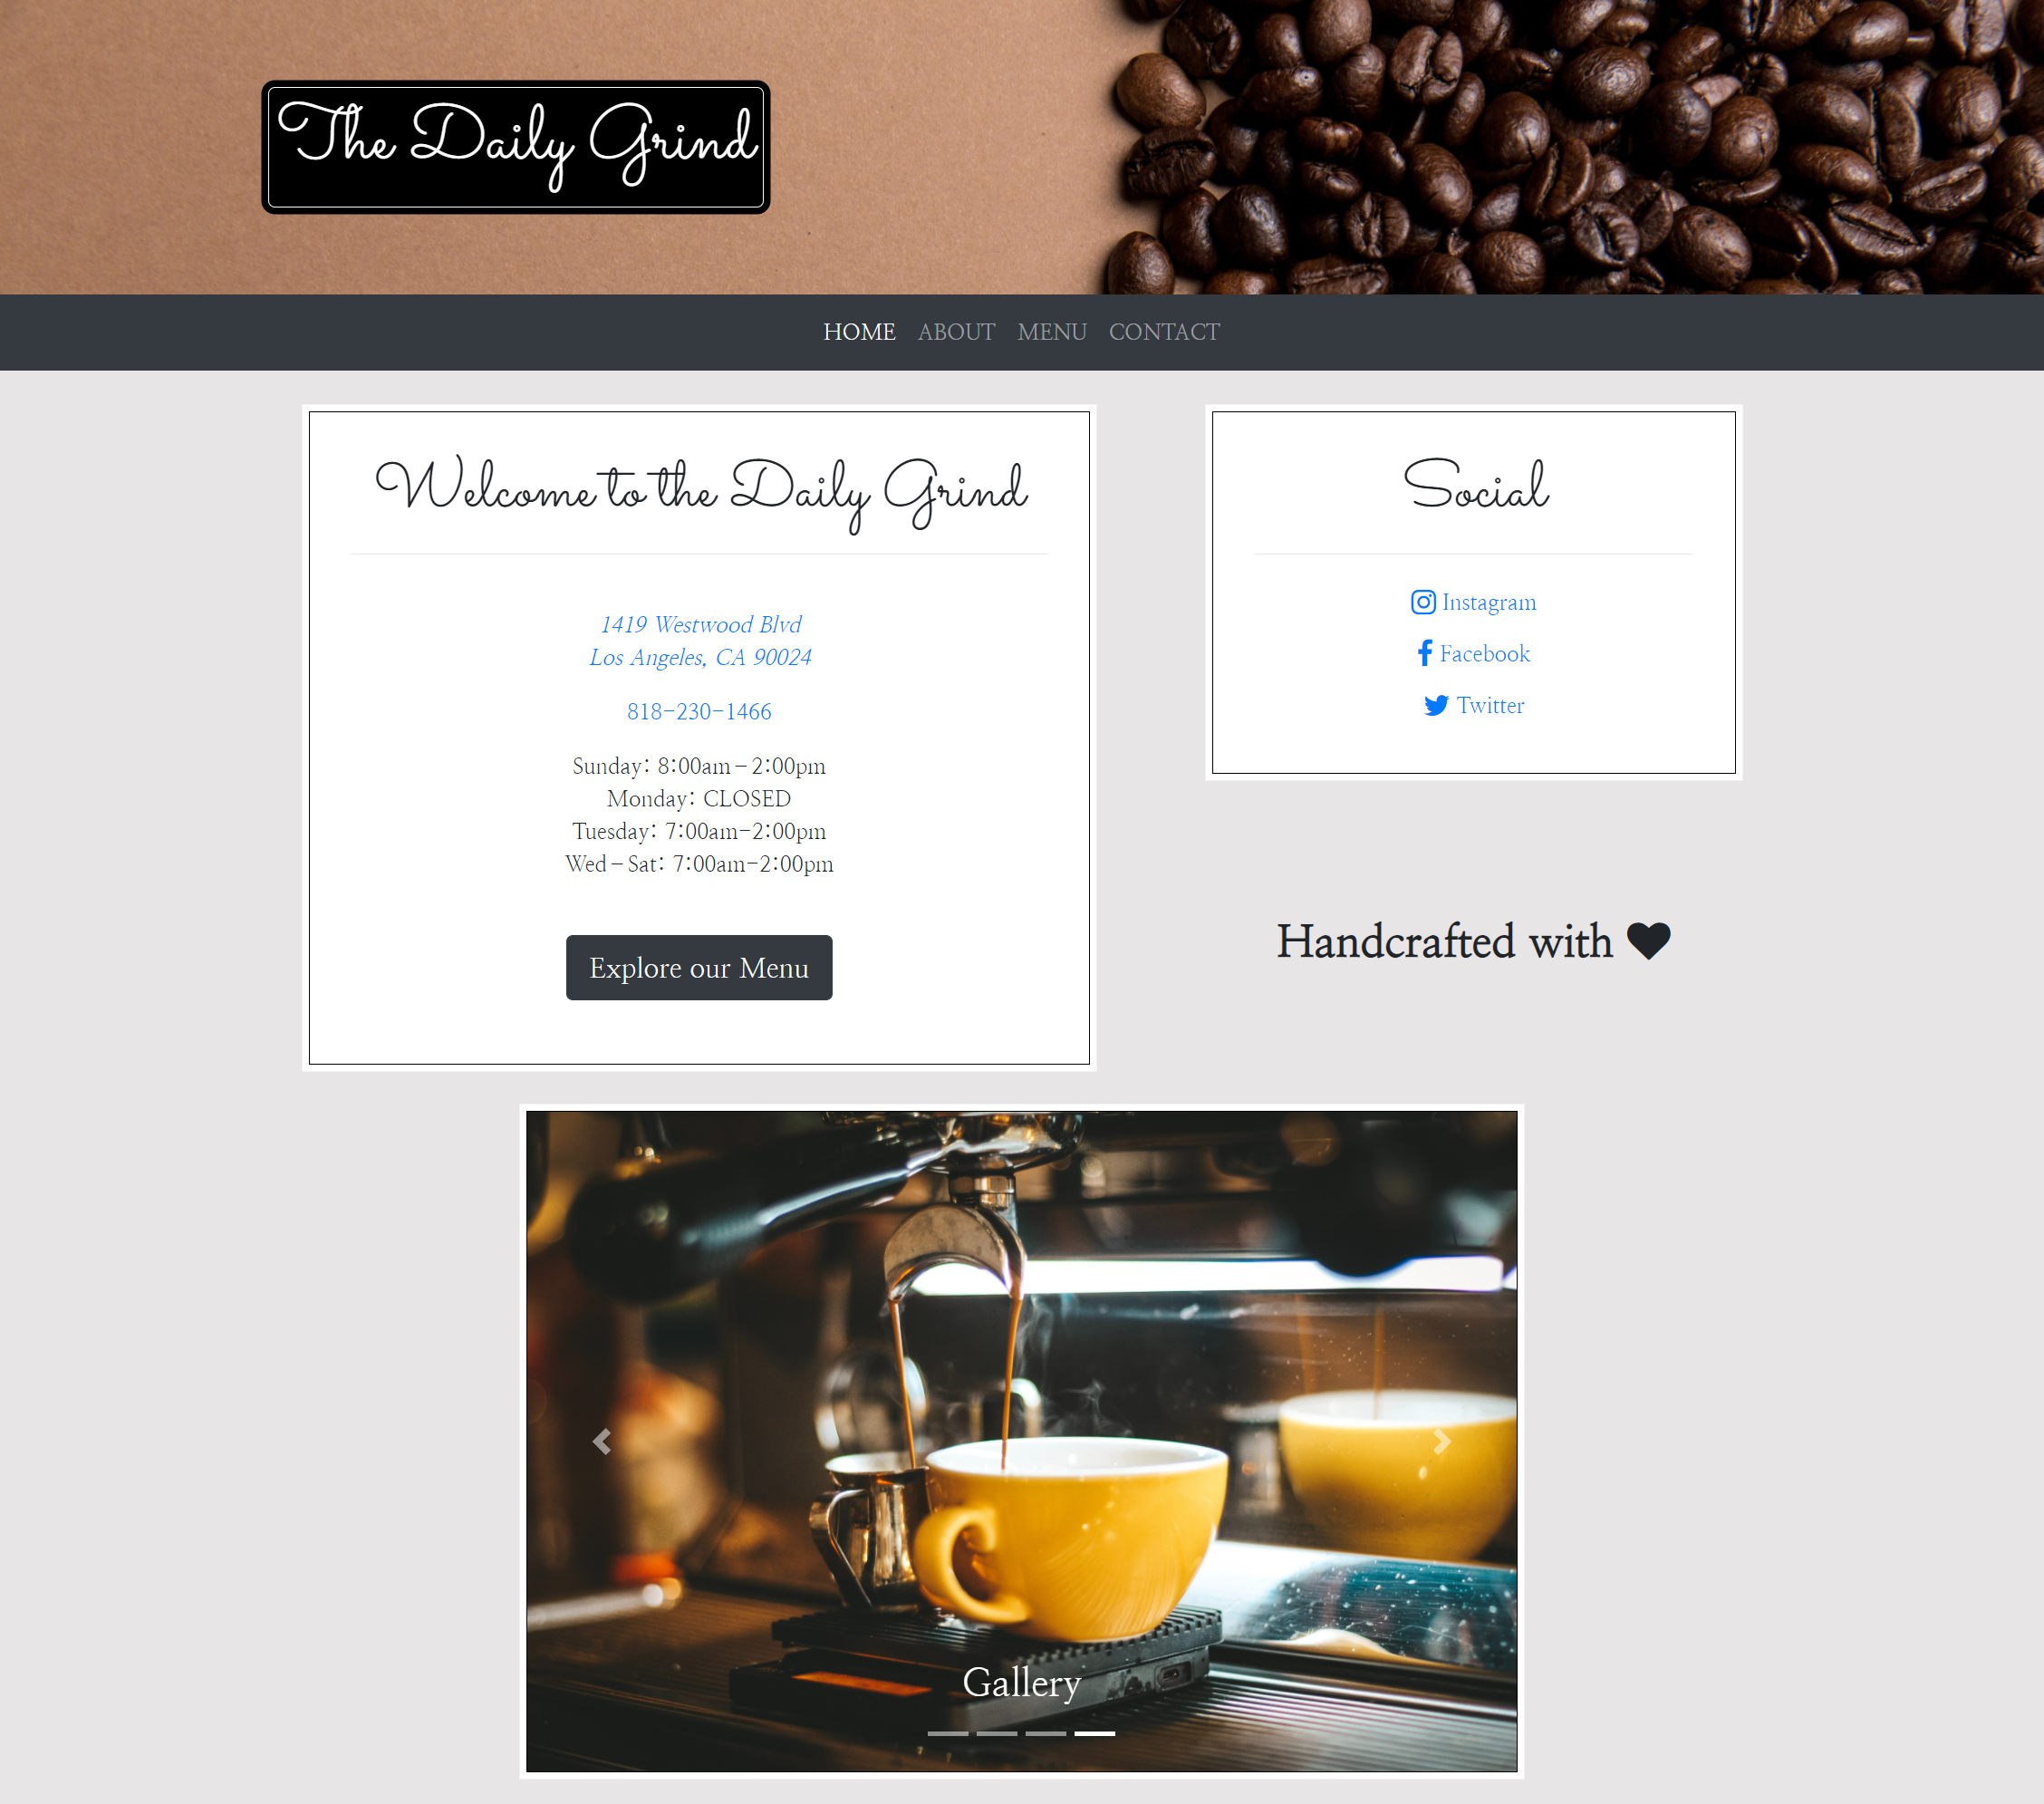 The Daily Grind
HOME ABOUT MENU CONTACT
Welcome to the Daily Grind
1419 Westwood Blvd
Los Angeles, CA 90024
818-230-1466
Sunday: 8:00am-2:00pm
Monday: CLOSED
Tuesday: 7:00am-2:00pm
Wed-Sat: 7:00am-2:00pm
Explore our Menu
Social
Instagram
Facebook
Twitter
Handcrafted with
Gallery